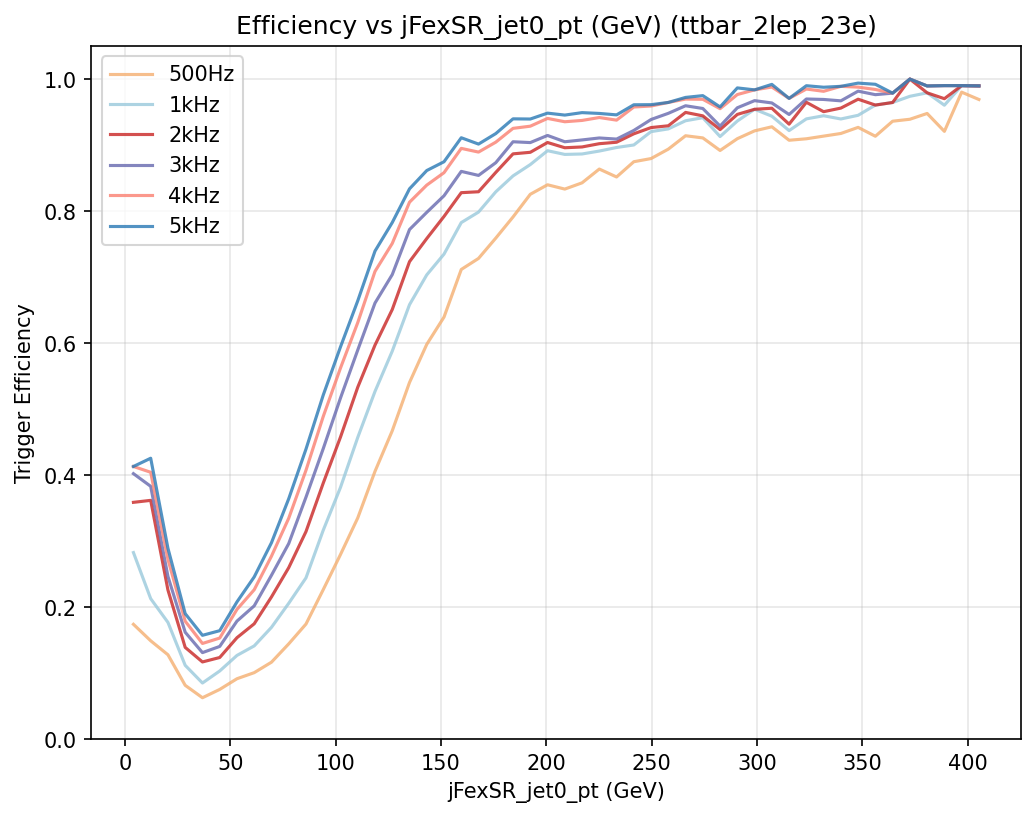 Efficiency vs jFexSR_jet0_pt (GeV) (ttbar_2lep_23e)
500Hz
1kHz
2kHz
3kHz
4kHz
5kHz
Trigger Efficiency
1.0
0.8
0.6
0.4
0.2
0.0
0 50 100 150 200 250 300 350 400
jFexSR_jet0_pt (GeV)